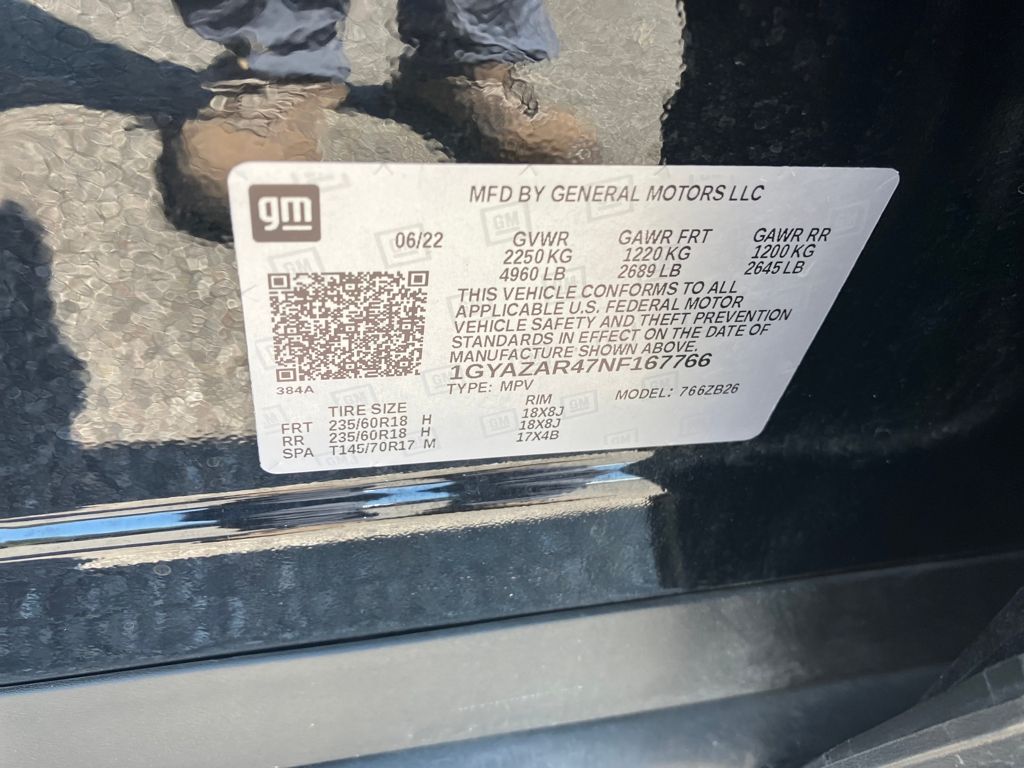 gm
MFD BY GENERAL MOTORS LLC
06/22 GVWR GAWR FRT GAWR RR
2250 KG 1220 KG 1200 KG
4960 LB 2689 LB 2645 LB
THIS VEHICLE CONFORMS TO ALL
APPLICABLE U.S. FEDERAL MOTOR
VEHICLE SAFETY AND THEFT PREVENTION
STANDARDS IN EFFECT ON THE DATE OF
MANUFACTURE SHOWN ABOVE.
1GYAZAR47NF167766
384A
TYPE: MPV MODEL: 766ZB26
TIRE SIZE RIM
FRT 235/60R18 H 18X8J
RR 235/60R18 H 18X8J
SPA T145/70R17 M 17X4B